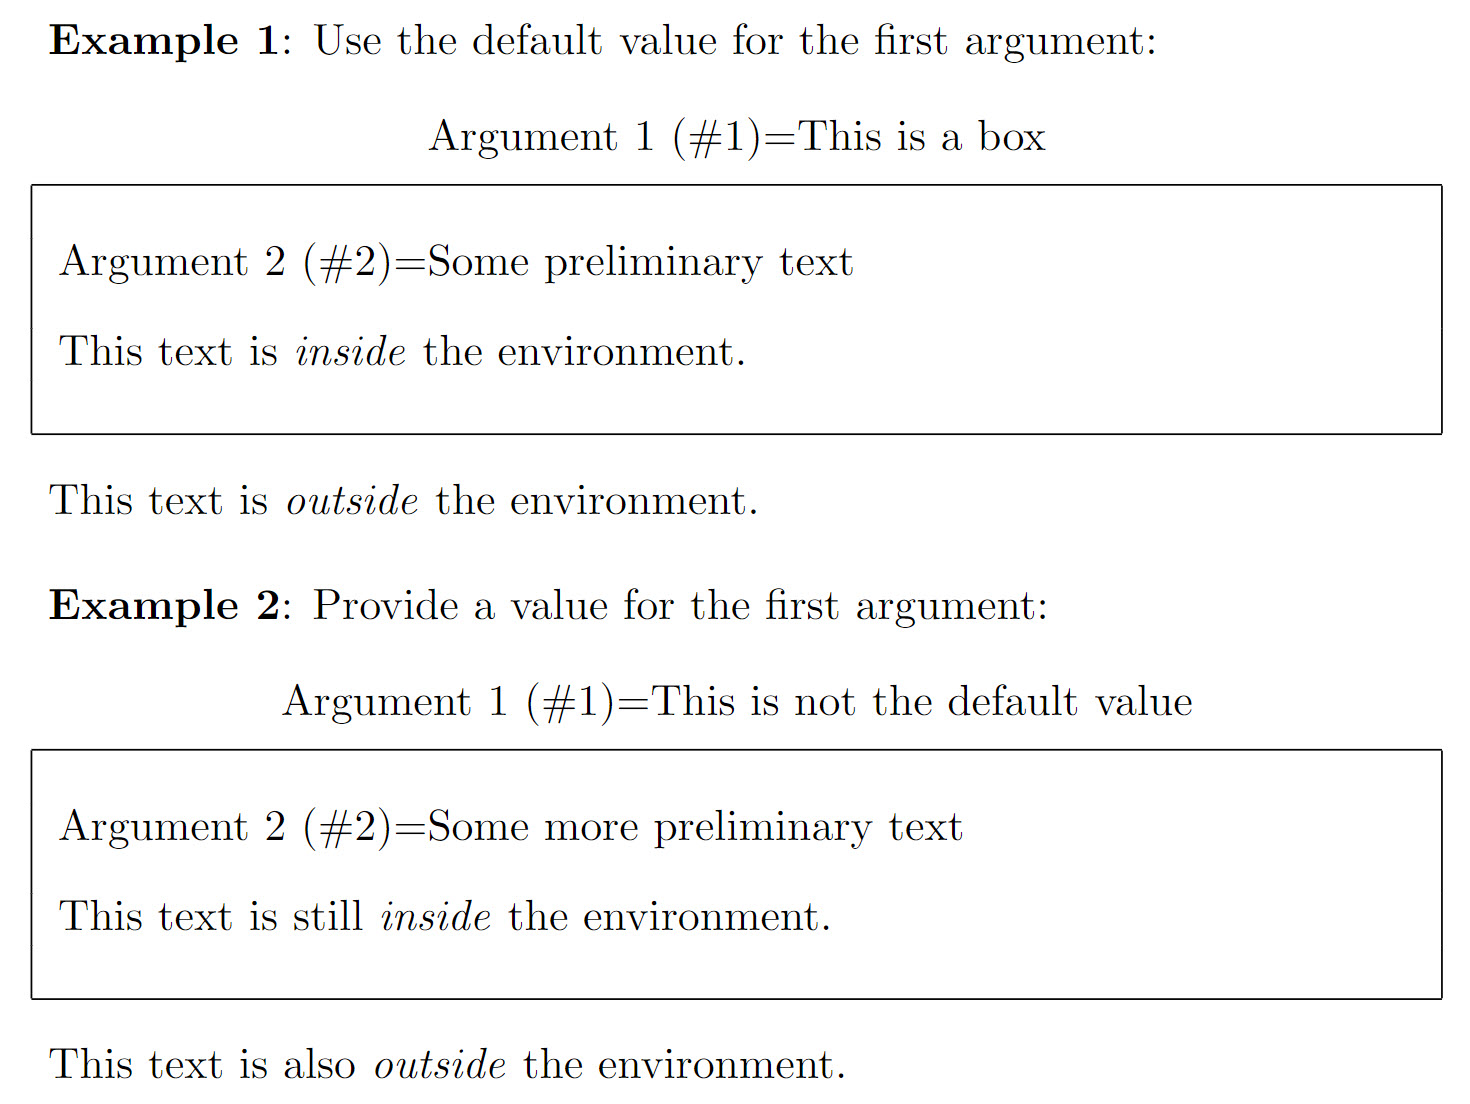 Example 1: Use the default value for the first argument:
Argument 1 (#1)=This is a box
Argument 2 (#2)=Some preliminary text
This text is inside the environment.
This text is outside the environment.
Example 2: Provide a value for the first argument:
Argument 1 (#1)=This is not the default value
Argument 2 (#2)=Some more preliminary text
This text is still inside the environment.
This text is also outside the environment.